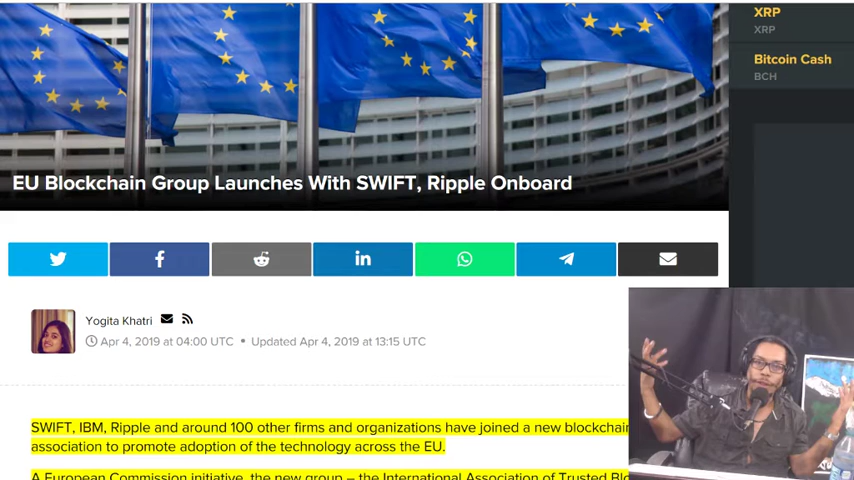 XRP
XRP
Bitcoin Cash
BCH
EU Blockchain Group Launches With SWIFT, Ripple Onboard
Yogita Khatri
Apr 4, 2019 at 04:00 UTC • Updated Apr 4, 2019 at 13:15 UTC
SWIFT, IBM, Ripple and around 100 other firms and organizations have joined a new blockchain
association to promote adoption of the technology across the EU.
A European Commission initiative, the new group – the International Association of Trusted